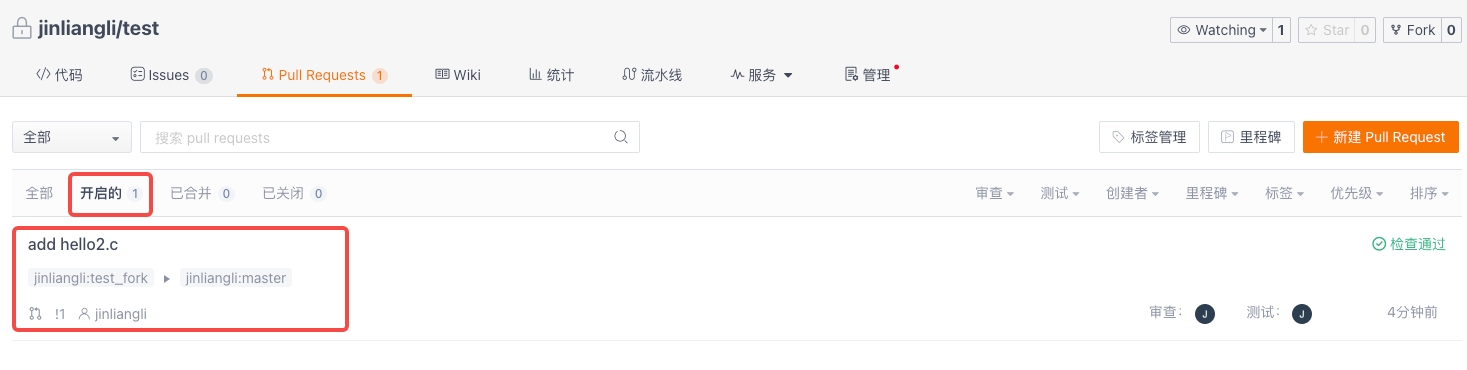 jinliangli/test
Watching 1 Star 0 Fork 0
代码 Issues 0 Pull Requests 1 Wiki 统计 流水线 服务 管理
全部 搜索 pull requests 标签管理 里程碑 + 新建 Pull Request
全部 开启的 1 已合并 0 已关闭 0 审查 测试 创建者 里程碑 标签 优先级 排序
add hello2.c 检查通过
jinliangli:test_fork jinliangli:master
!1 jinliangli 审查: J 测试: J 4分钟前